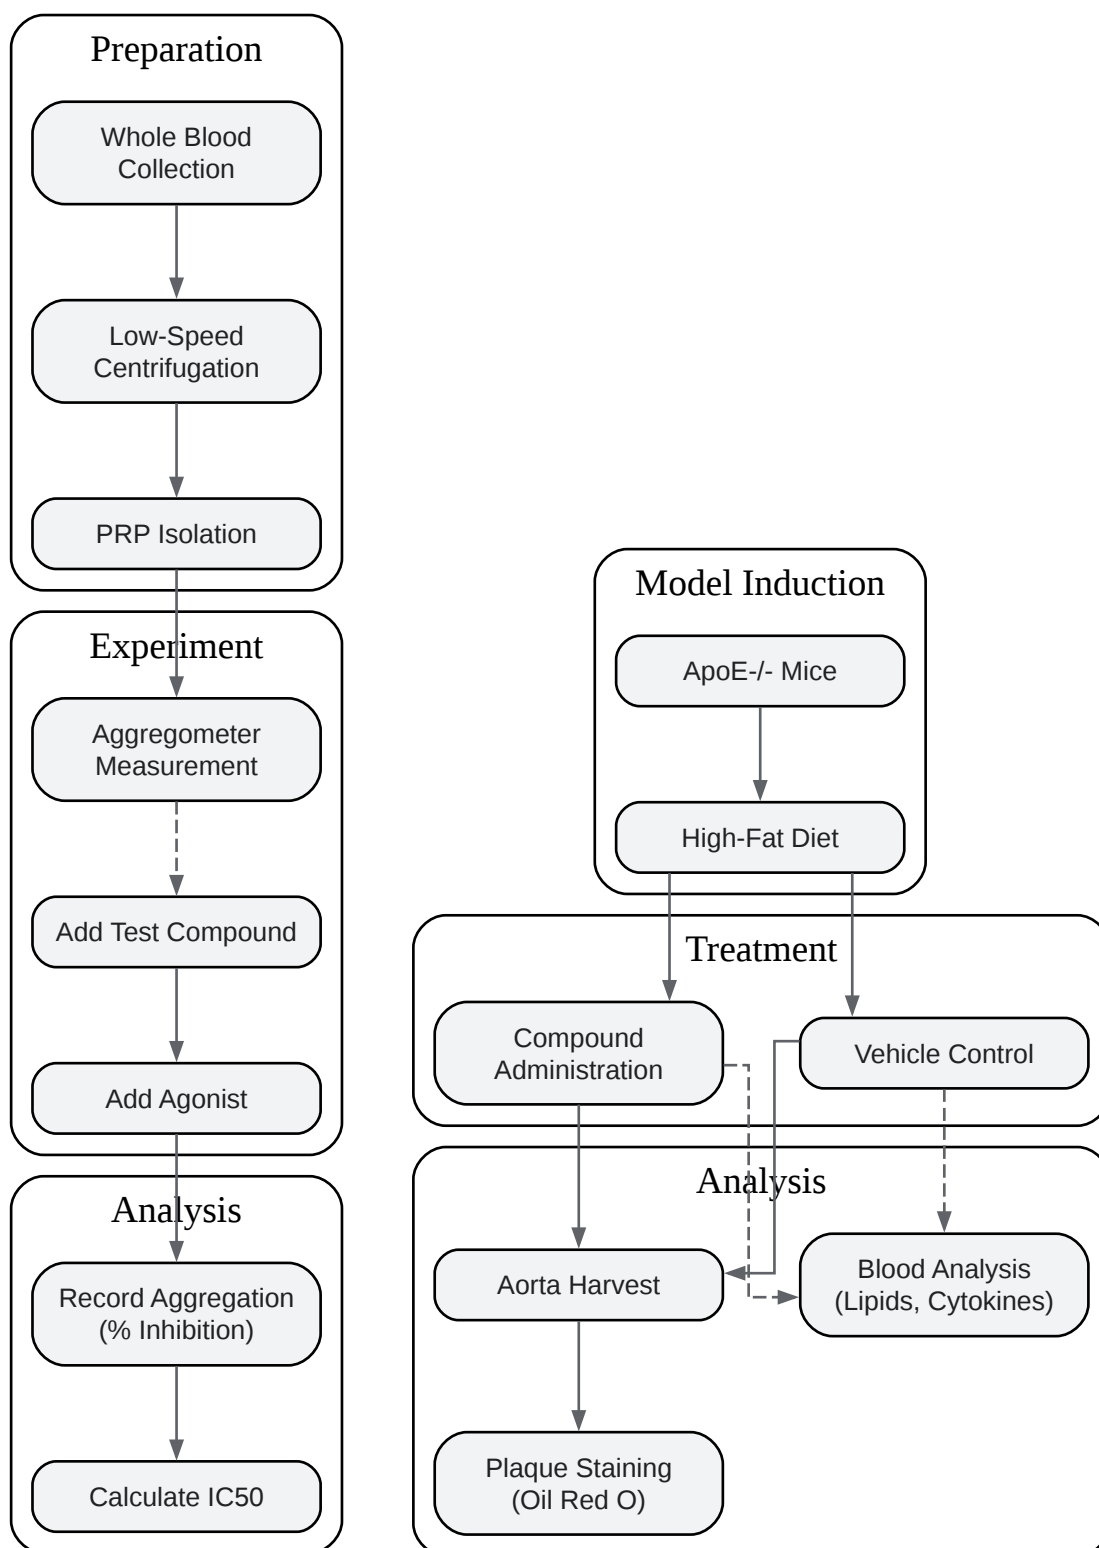 Preparation
Whole Blood
Collection
Low-Speed
Centrifugation
PRP Isolation
Experiment
Aggregometer
Measurement
Add Test Compound
Add Agonist
Analysis
Record Aggregation
(% Inhibition)
Calculate IC50
Model Induction
ApoE-/- Mice
High-Fat Diet
Treatment
Compound
Administration
Vehicle Control
Analysis
Aorta Harvest
Blood Analysis
(Lipids, Cytokines)
Plaque Staining
(Oil Red O)